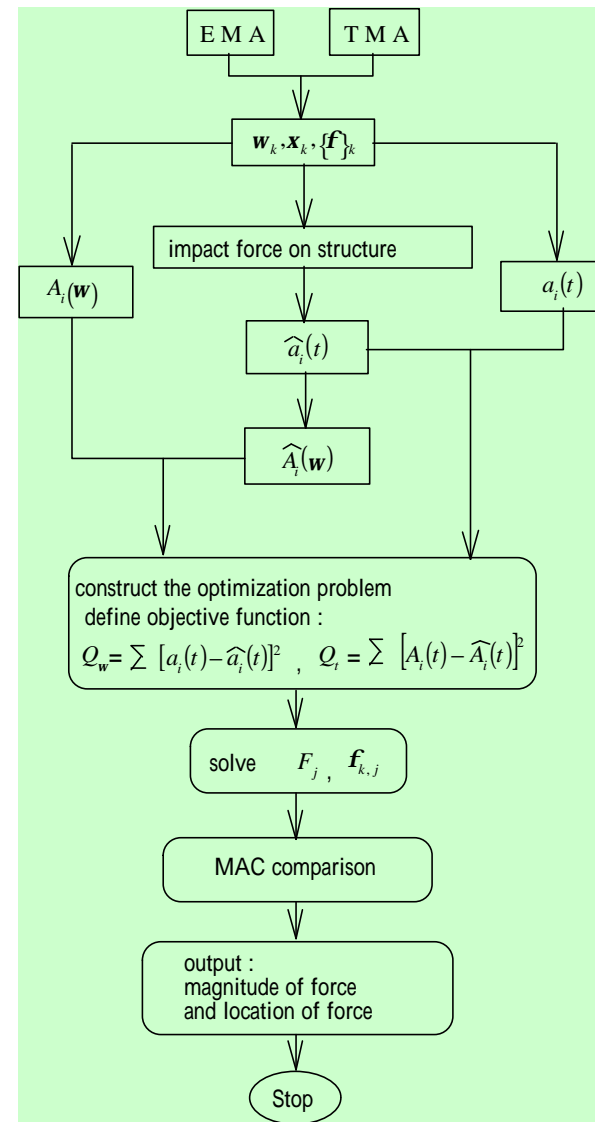 E M A
T M A
w_k, x_k, {f}_k
impact force on structure
A_i(w)
a_i(t)
â_i(t)
Â_i(w)
construct the optimization problem
define objective function :
Q_w = ∑ [a_i(t) − â_i(t)]² , Q_t = ∑ [A_i(t) − Â_i(t)]²
solve F_j , f_{k,j}
MAC comparison
output :
magnitude of force
and location of force
Stop